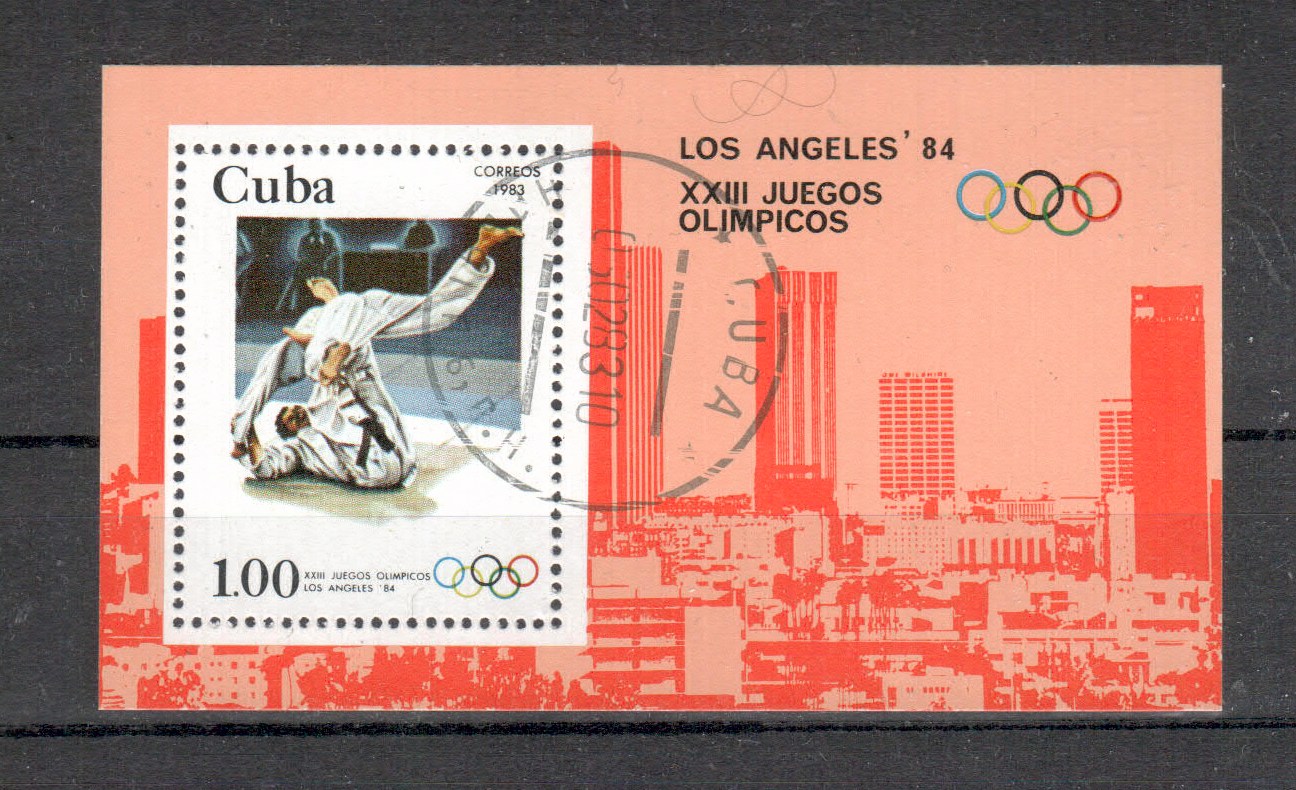 Cuba
CORREOS
1983
1.00
XXIII JUEGOS OLIMPICOS
LOS ANGELES '84
LOS ANGELES '84
XXIII JUEGOS
OLIMPICOS
CUBA